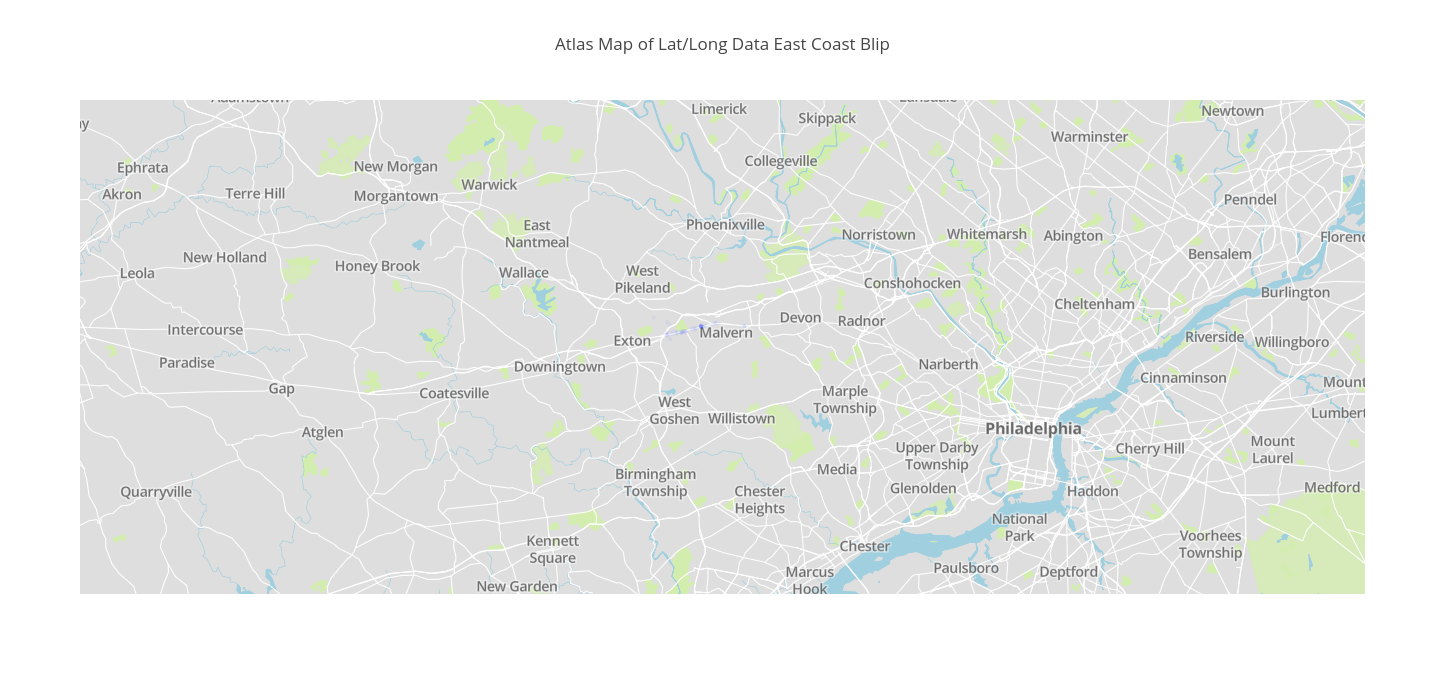 Atlas Map of Lat/Long Data East Coast Blip
Limerick
Newtown
Skippack
Warminster
Collegeville
Ephrata
New Morgan
Warwick
Akron
Terre Hill
Morgantown
Penndel
East
Nantmeal
Phoenixville
Norristown
Whitemarsh
Abington
Bensalem
New Holland
Leola
Honey Brook
Wallace
West
Pikeland
Conshohocken
Burlington
Cheltenham
Devon
Radnor
Intercourse
Exton
Malvern
Riverside
Willingboro
Paradise
Downingtown
Narberth
Cinnaminson
Mount
Gap
Coatesville
West
Goshen
Willistown
Marple
Township
Atglen
Philadelphia
Cherry Hill
Mount
Laurel
Upper Darby
Township
Media
Birmingham
Township
Quarryville
Chester
Heights
Glenolden
Haddon
Medford
National
Park
Kennett
Square
Chester
Voorhees
Township
Marcus
Hook
Paulsboro
Deptford
New Garden